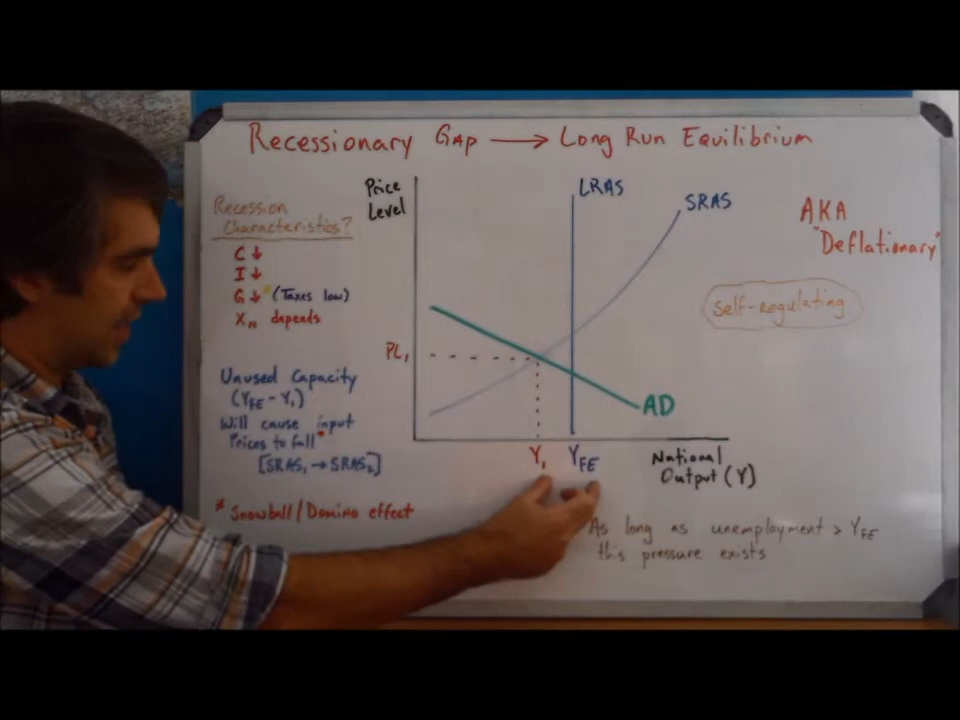 Recessionary Gap → Long Run Equilibrium
Recession
Characteristics?
C ↓
I ↓
G ↓ * (Taxes low)
XN depends
Unused Capacity
(YFE - Y1)
Will cause input
Prices to fall*
[SRAS1 → SRAS2]
* Snowball/Domino effect
Price
Level
LRAS
SRAS
PL1
AD
Y1
YFE
National
Output (Y)
AKA
"Deflationary"
Self-Regulating
As long as unemployment > YFE
this pressure exists